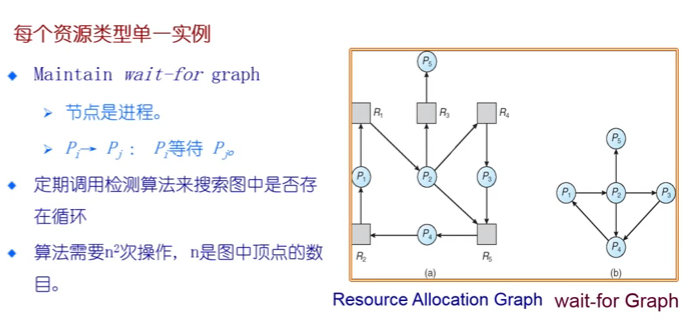 每个资源类型单一实例
Maintain wait-for graph
节点是进程。
Pi→ Pj： Pi等待 Pj。
定期调用检测算法来搜索图中是否存
在循环
算法需要n²次操作，n是图中顶点的数
目。
P5
R1 R3 R4
P1 P2 P3
P4
R2 R5
(a)
P5
P1 P2 P3
P4
(b)
Resource Allocation Graph wait-for Graph